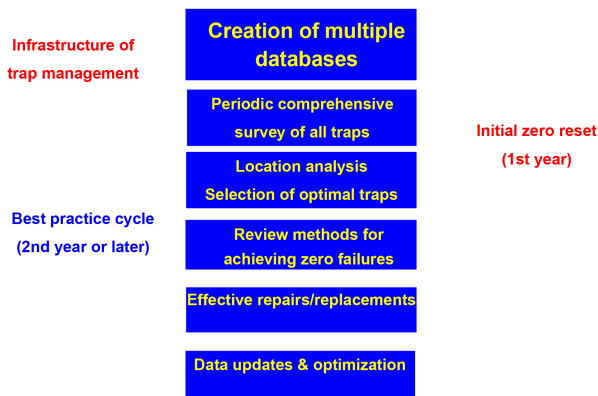 Infrastructure of
trap management
Creation of multiple
databases
Periodic comprehensive
survey of all traps
Initial zero reset
(1st year)
Location analysis
Selection of optimal traps
Best practice cycle
(2nd year or later)
Review methods for
achieving zero failures
Effective repairs/replacements
Data updates & optimization